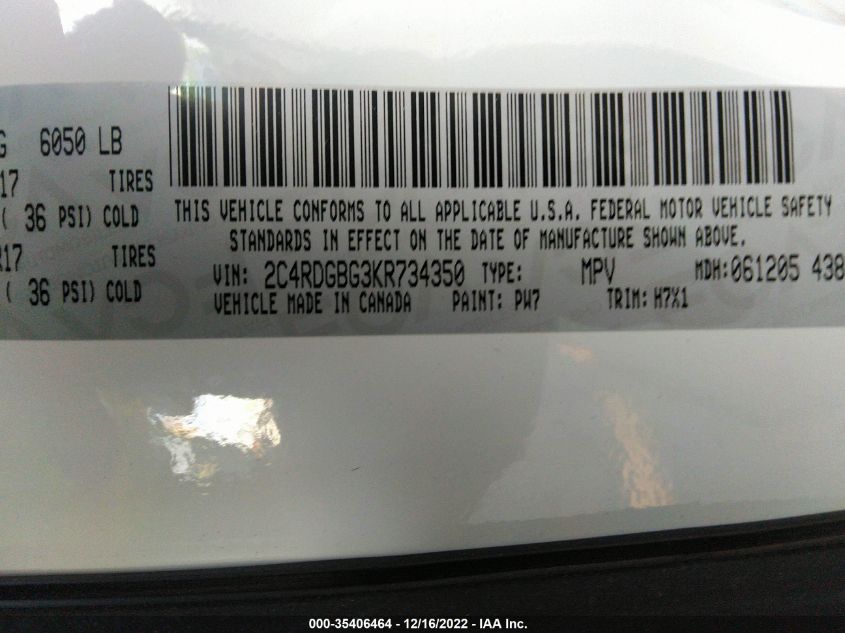 G 6050 LB
17 TIRES
( 36 PSI) COLD
R17 TIRES
( 36 PSI) COLD
THIS VEHICLE CONFORMS TO ALL APPLICABLE U.S.A. FEDERAL MOTOR VEHICLE SAFETY
STANDARDS IN EFFECT ON THE DATE OF MANUFACTURE SHOWN ABOVE.
VIN: 2C4RDGBG3KR734350 TYPE: MPV MDH:061205 438
VEHICLE MADE IN CANADA PAINT: PW7 TRIM: H7X1
000-35406464 - 12/16/2022 - IAA Inc.